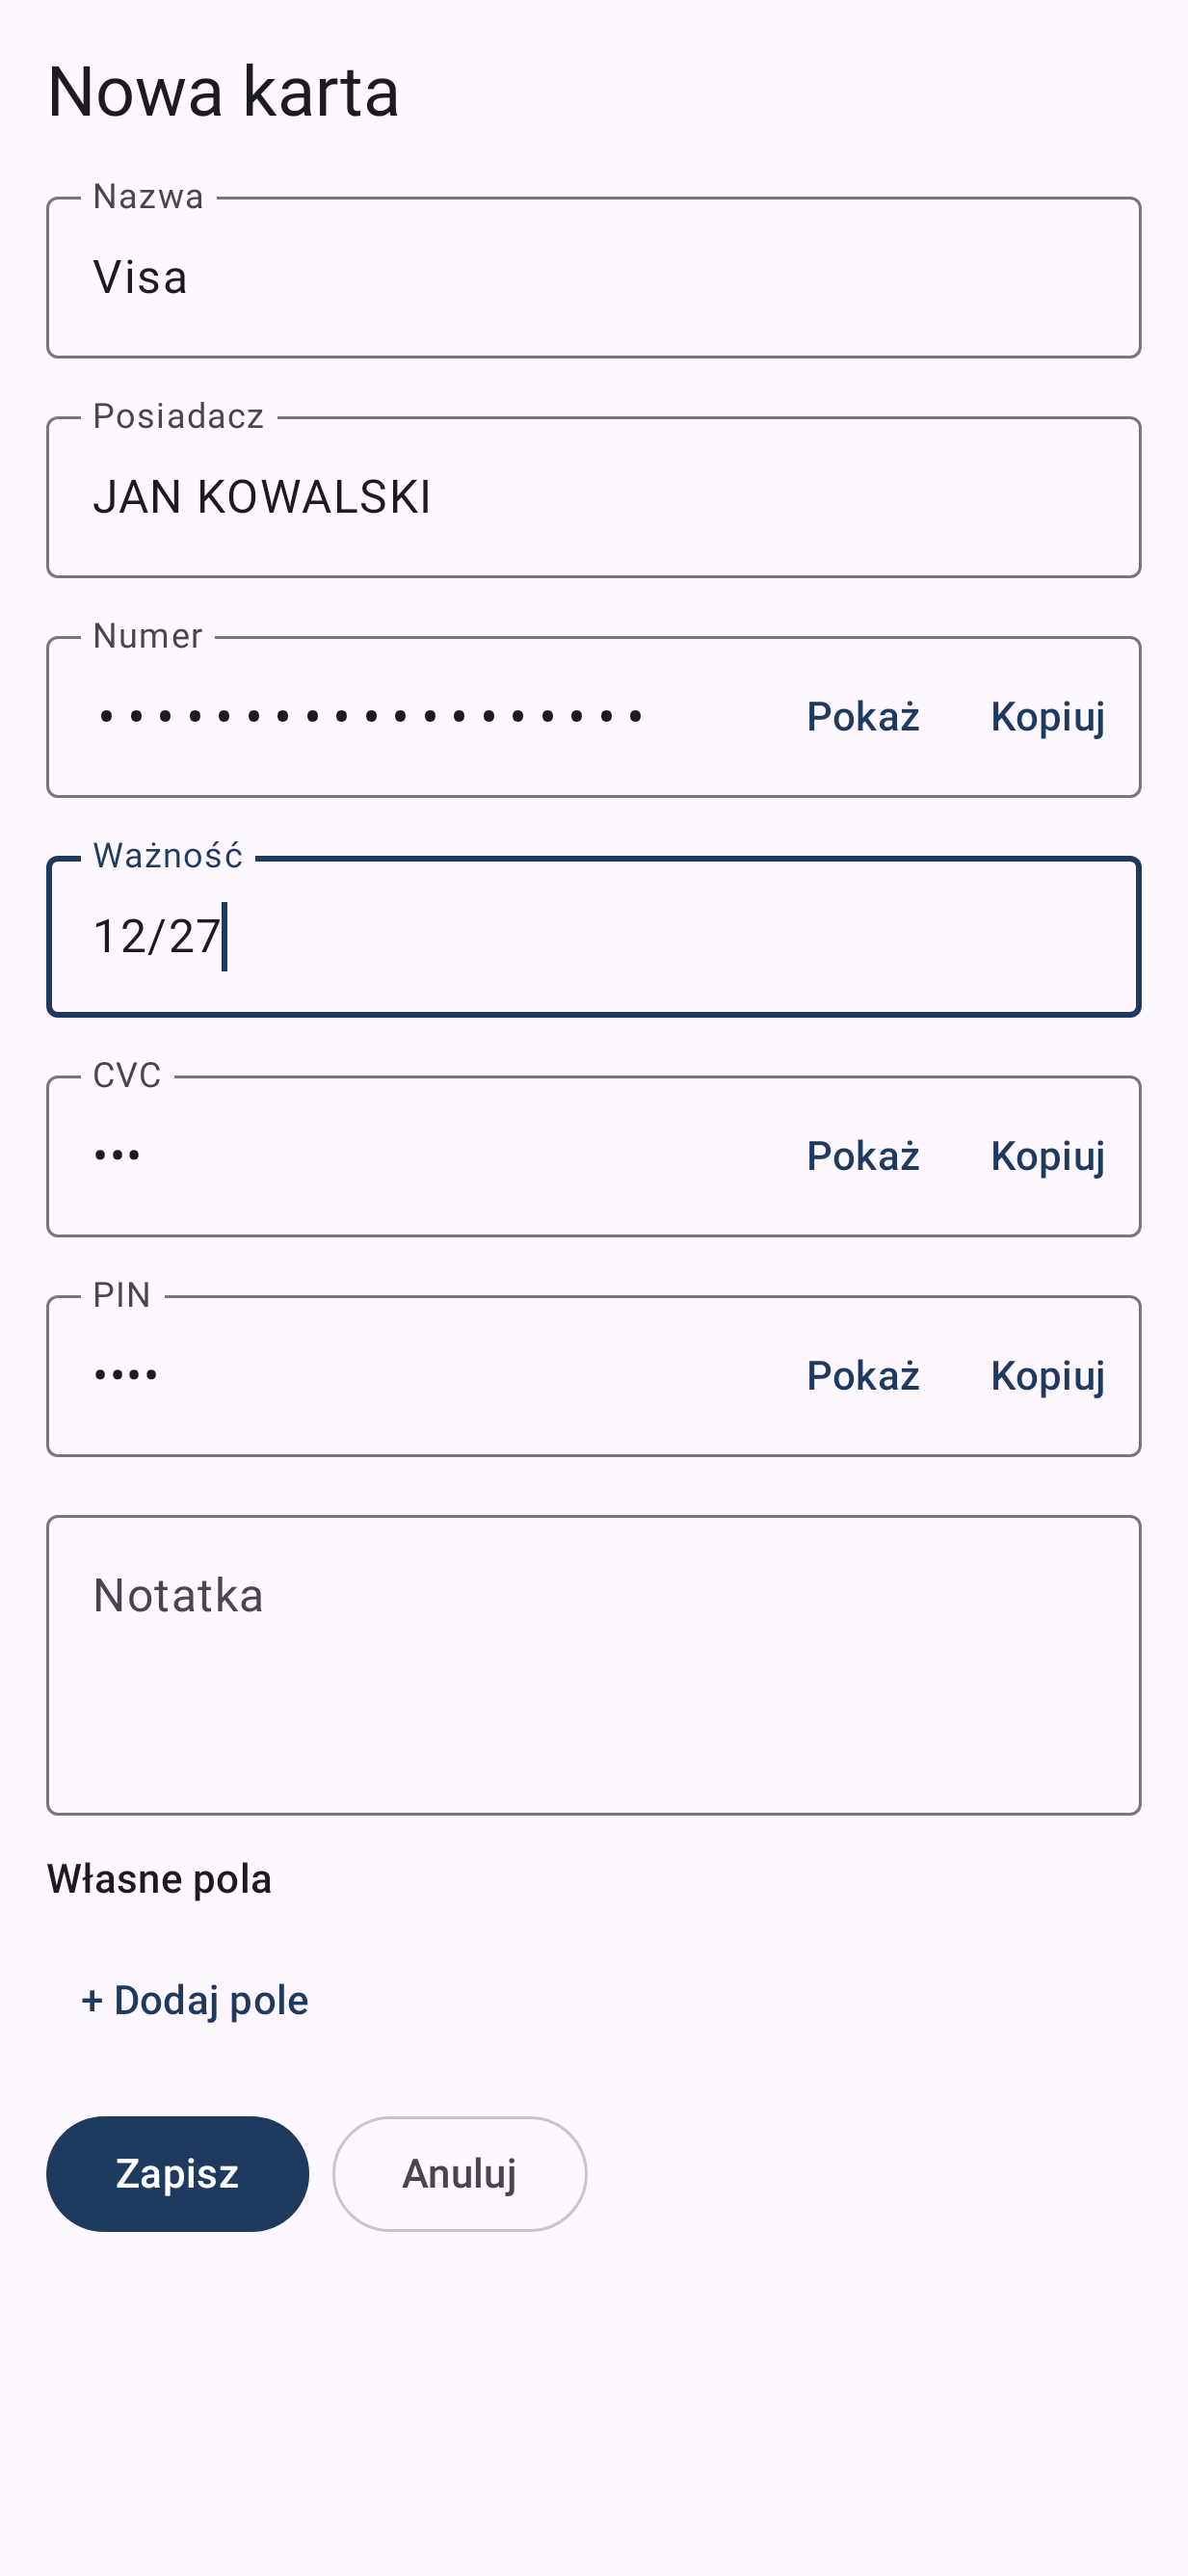 Nowa karta
Nazwa
Visa
Posiadacz
JAN KOWALSKI
Numer
••••••••••••••••••• Pokaż Kopiuj
Ważność
12/27
CVC
••• Pokaż Kopiuj
PIN
•••• Pokaż Kopiuj
Notatka
Własne pola
+ Dodaj pole
Zapisz Anuluj